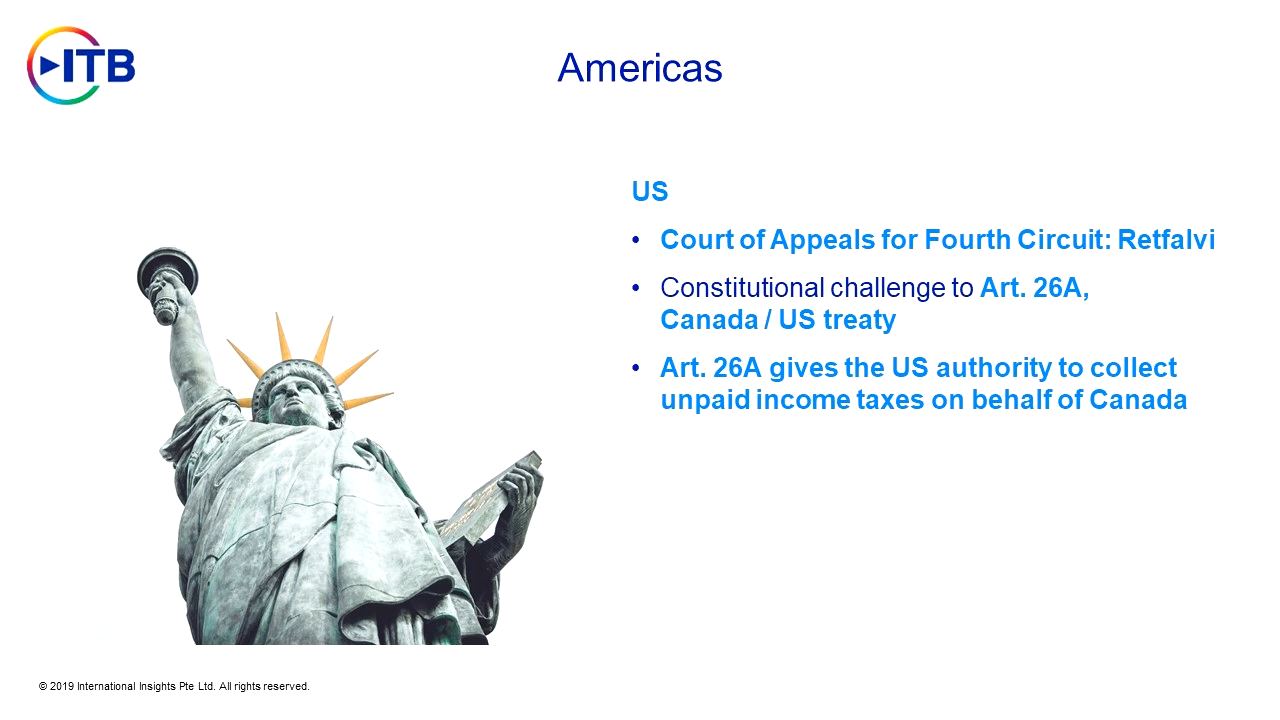 ITB
Americas
US
• Court of Appeals for Fourth Circuit: Retfalvi
• Constitutional challenge to Art. 26A,
Canada / US treaty
• Art. 26A gives the US authority to collect
unpaid income taxes on behalf of Canada
© 2019 International Insights Pte Ltd. All rights reserved.